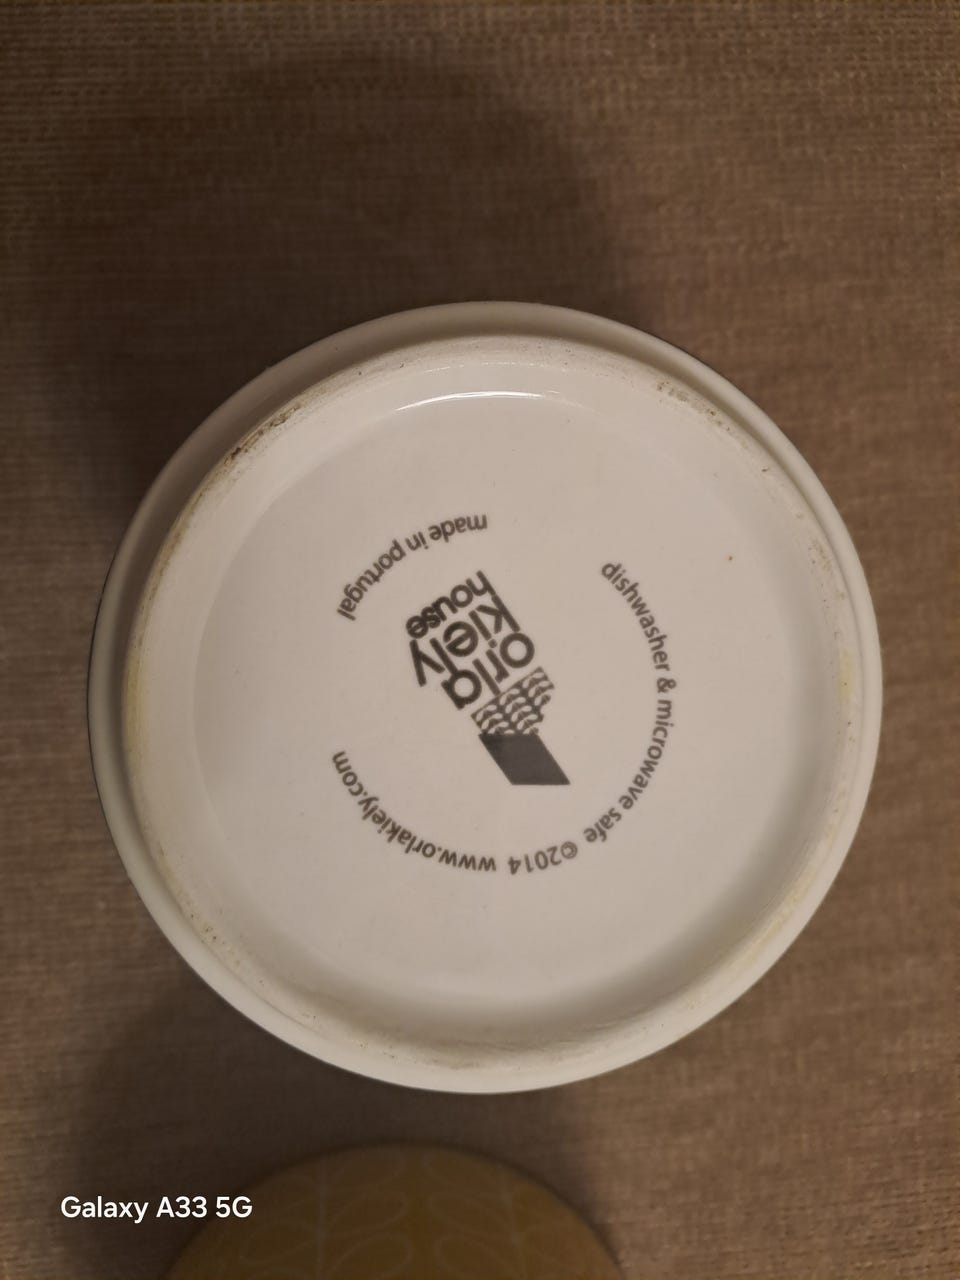 orla
kiely
house
made in portugal
dishwasher & microwave safe ©2014 www.orlakiely.com
Galaxy A33 5G